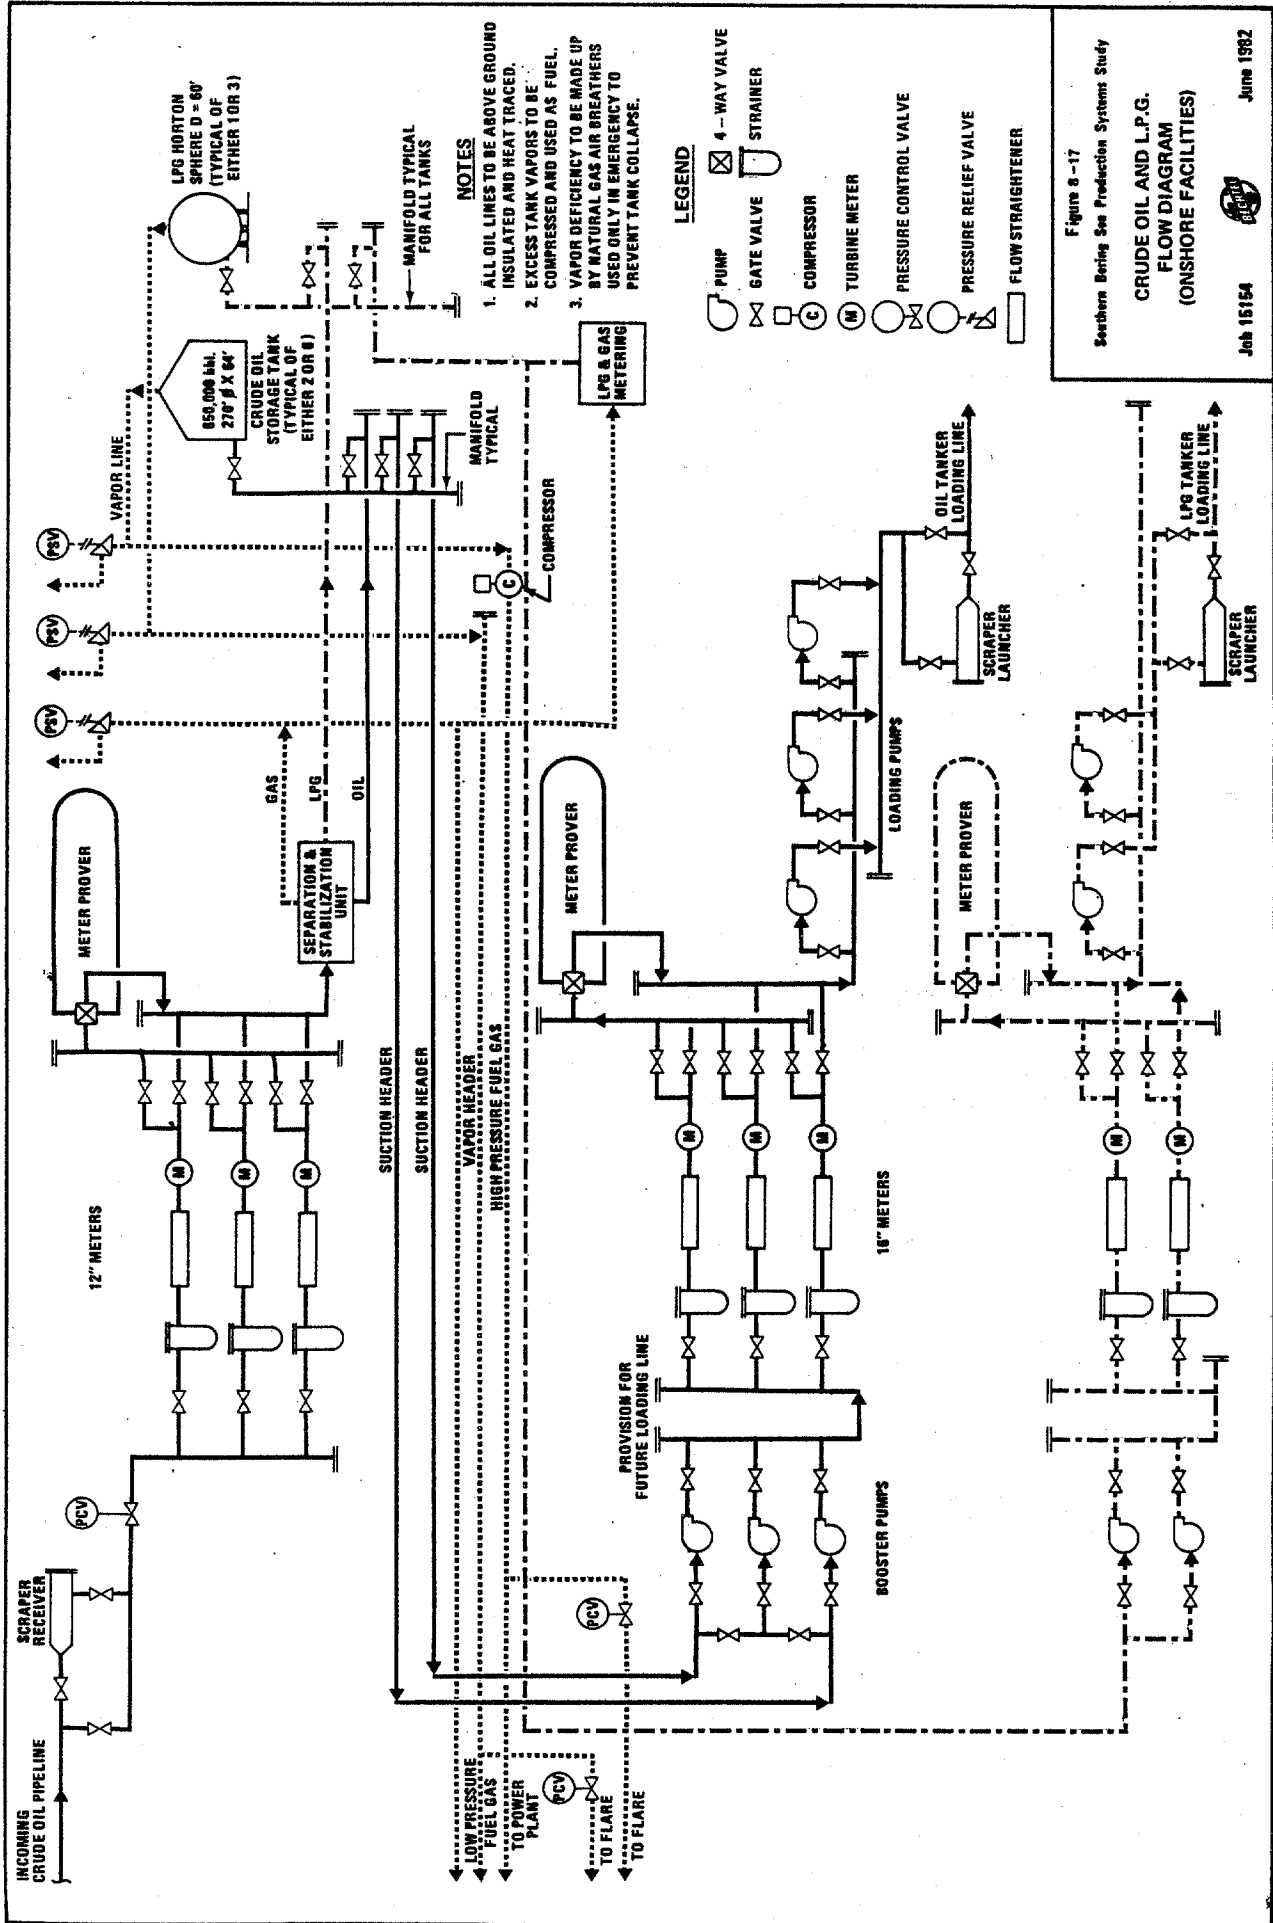 INCOMING
CRUDE OIL PIPELINE
SCRAPER
RECEIVER
PCV
12" METERS
M
M
M
METER PROVER
SEPARATION &
STABILIZATION
UNIT
GAS
LPG
OIL
PSV
PSV
PSV
VAPOR LINE
650,000 bbl.
270' ø X 64'
CRUDE OIL
STORAGE TANK
(TYPICAL OF
EITHER 2 OR 6)
LPG HORTON
SPHERE D = 60'
(TYPICAL OF
EITHER 1 OR 3)
MANIFOLD TYPICAL
FOR ALL TANKS
MANIFOLD
TYPICAL
C
COMPRESSOR
LPG & GAS
METERING
SUCTION HEADER
SUCTION HEADER
VAPOR HEADER
HIGH PRESSURE FUEL GAS
LOW PRESSURE
FUEL GAS
TO POWER
PLANT
PCV
TO FLARE
PCV
TO FLARE
PROVISION FOR
FUTURE LOADING LINE
BOOSTER PUMPS
16" METERS
M
M
M
METER PROVER
LOADING PUMPS
OIL TANKER
LOADING LINE
SCRAPER
LAUNCHER
M
M
METER PROVER
LPG TANKER
LOADING LINE
SCRAPER
LAUNCHER
NOTES
1. ALL OIL LINES TO BE ABOVE GROUND
INSULATED AND HEAT TRACED.
2. EXCESS TANK VAPORS TO BE
COMPRESSED AND USED AS FUEL.
3. VAPOR DEFICIENCY TO BE MADE UP
BY NATURAL GAS AIR BREATHERS
USED ONLY IN EMERGENCY TO
PREVENT TANK COLLAPSE.
LEGEND
PUMP
4-WAY VALVE
GATE VALVE
STRAINER
C
COMPRESSOR
M
TURBINE METER
PRESSURE CONTROL VALVE
PRESSURE RELIEF VALVE
FLOW STRAIGHTENER
Figure 8-17
Southern Bering Sea Production Systems Study
CRUDE OIL AND L.P.G.
FLOW DIAGRAM
(ONSHORE FACILITIES)
Job 15154
June 1982